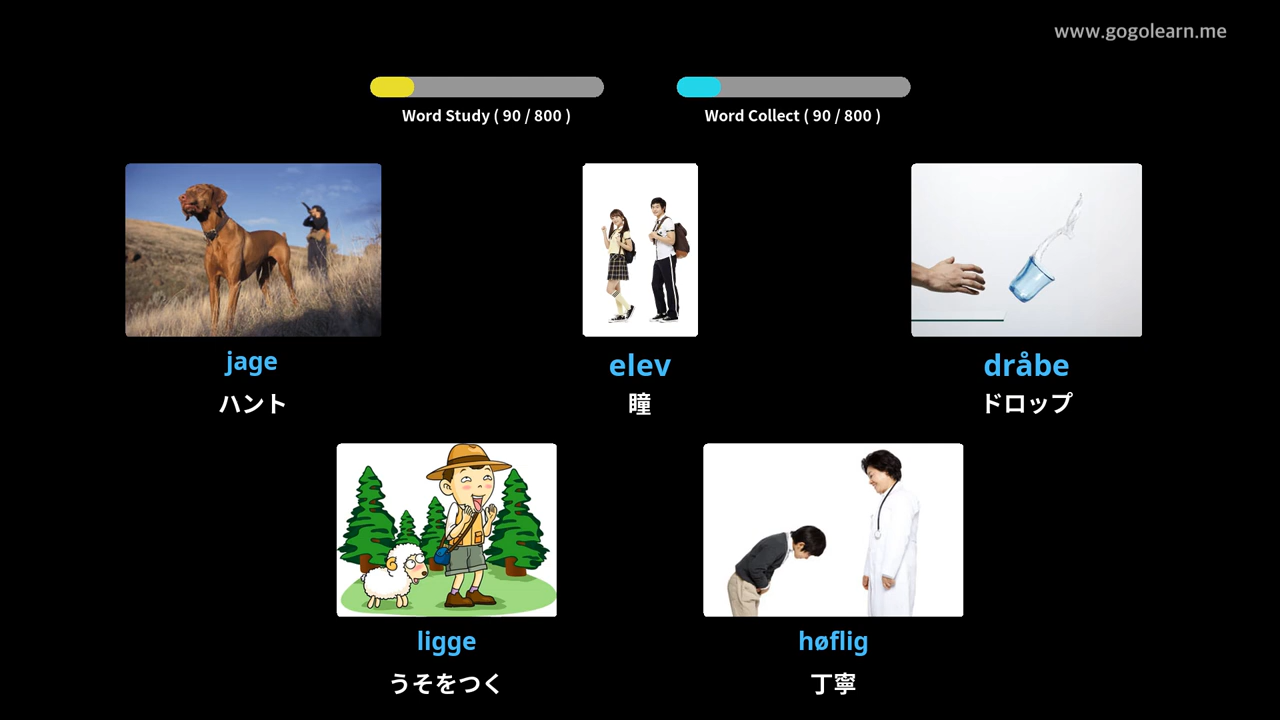 www.gogolearn.me
Word Study ( 90 / 800 )
Word Collect ( 90 / 800 )
jage
ハント
elev
瞳
dråbe
ドロップ
ligge
うそをつく
høflig
丁寧